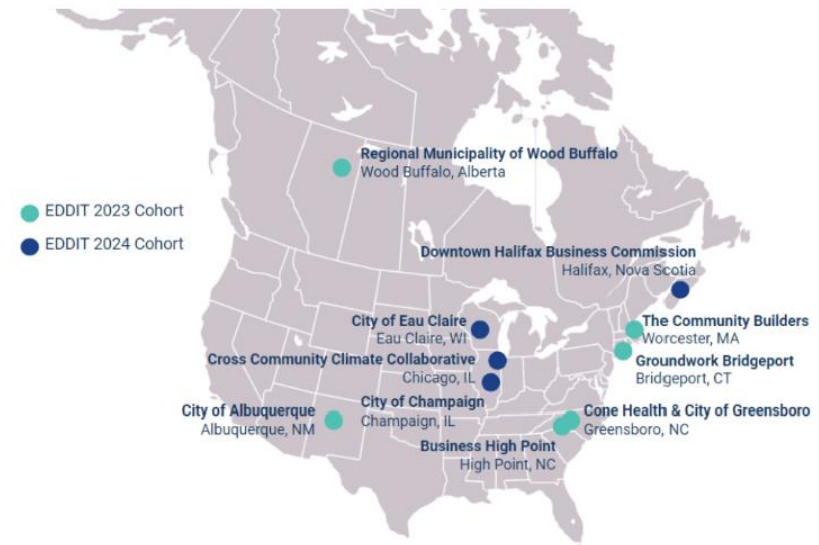 Regional Municipality of Wood Buffalo
Wood Buffalo, Alberta
EDDIT 2023 Cohort
EDDIT 2024 Cohort
Downtown Halifax Business Commission
Halifax, Nova Scotia
City of Eau Claire
Eau Claire, WI
The Community Builders
Worcester, MA
Cross Community Climate Collaborative
Chicago, IL
Groundwork Bridgeport
Bridgeport, CT
City of Champaign
Champaign, IL
City of Albuquerque
Albuquerque, NM
Cone Health & City of Greensboro
Greensboro, NC
Business High Point
High Point, NC